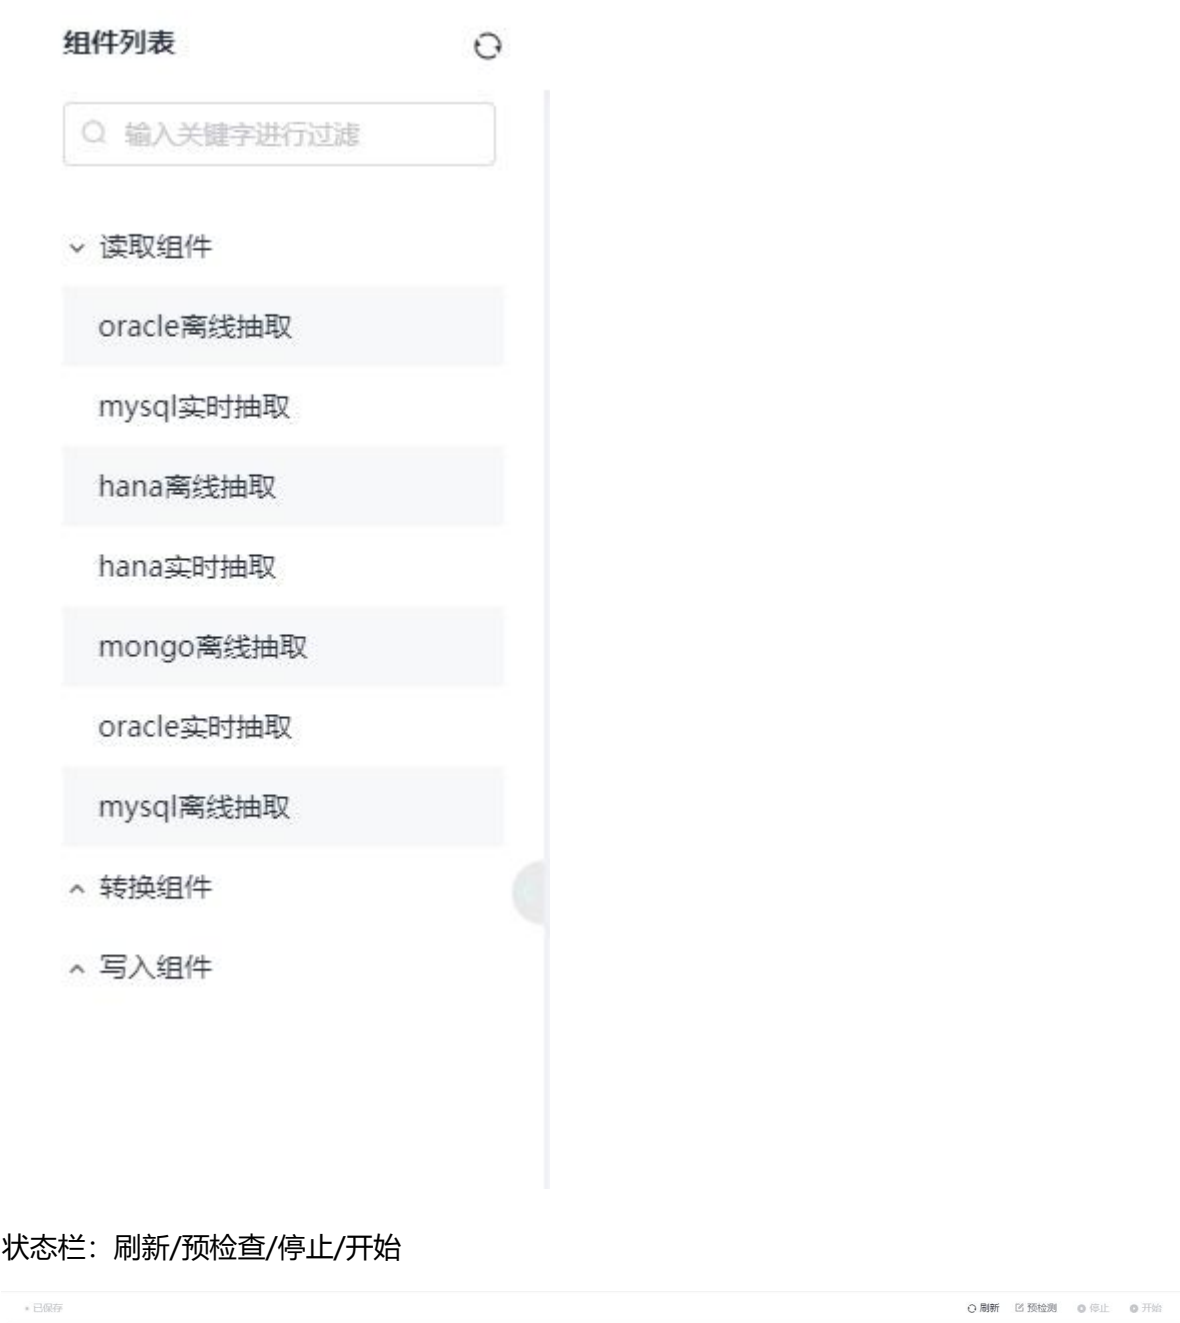 组件列表
输入关键字进行过滤
读取组件
oracle离线抽取
mysql实时抽取
hana离线抽取
hana实时抽取
mongo离线抽取
oracle实时抽取
mysql离线抽取
转换组件
写入组件
状态栏：刷新/预检查/停止/开始
已保存 刷新 预检测 停止 开始